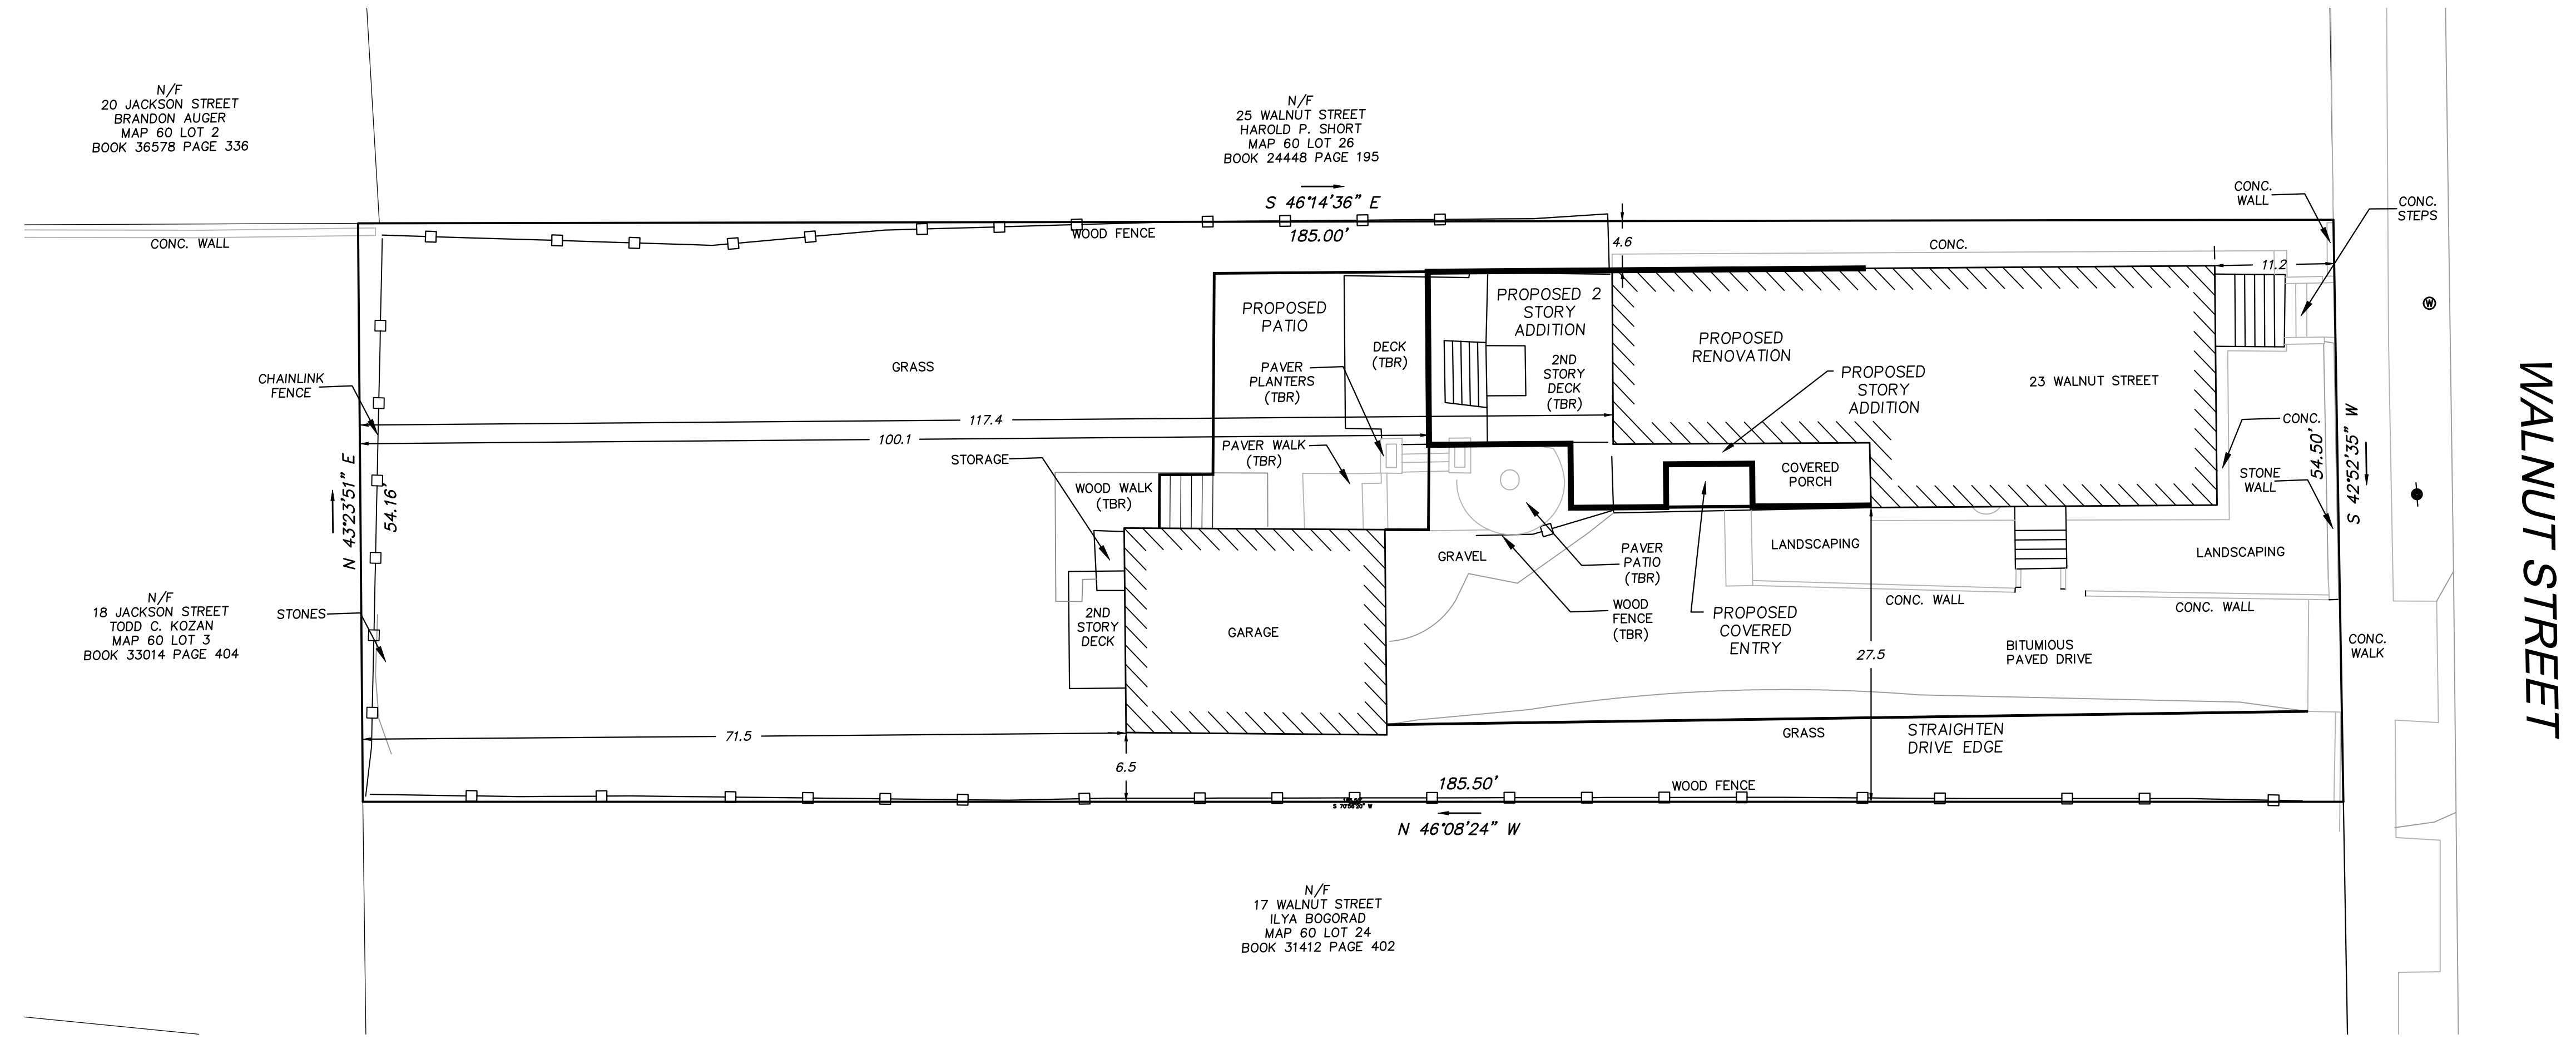 N/F
20 JACKSON STREET
BRANDON AUGER
MAP 60 LOT 2
BOOK 36578 PAGE 336
N/F
25 WALNUT STREET
HAROLD P. SHORT
MAP 60 LOT 26
BOOK 24448 PAGE 195
S 46°14'36" E
185.00'
CONC.
WALL
CONC.
STEPS
CONC. WALL
WOOD FENCE
4.6
CONC.
11.2
W
PROPOSED
PATIO
PROPOSED 2
STORY
ADDITION
PROPOSED
RENOVATION
DECK
(TBR)
2ND
STORY
DECK
(TBR)
PAVER
PLANTERS
(TBR)
GRASS
CHAINLINK
FENCE
PROPOSED
STORY
ADDITION
23 WALNUT STREET
WALNUT STREET
117.4
100.1
PAVER WALK
(TBR)
STORAGE
CONC.
54.50'
S 42°52'35" W
N 43°23'51" E
54.16'
WOOD WALK
(TBR)
COVERED
PORCH
STONE
WALL
GRAVEL
PAVER
PATIO
(TBR)
LANDSCAPING
LANDSCAPING
N/F
18 JACKSON STREET
TODD C. KOZAN
MAP 60 LOT 3
BOOK 33014 PAGE 404
STONES
2ND
STORY
DECK
GARAGE
WOOD
FENCE
(TBR)
PROPOSED
COVERED
ENTRY
CONC. WALL
CONC. WALL
27.5
BITUMIOUS
PAVED DRIVE
CONC.
WALK
71.5
6.5
GRASS
STRAIGHTEN
DRIVE EDGE
185.50'
WOOD FENCE
N 46°08'24" W
N/F
17 WALNUT STREET
ILYA BOGORAD
MAP 60 LOT 24
BOOK 31412 PAGE 402